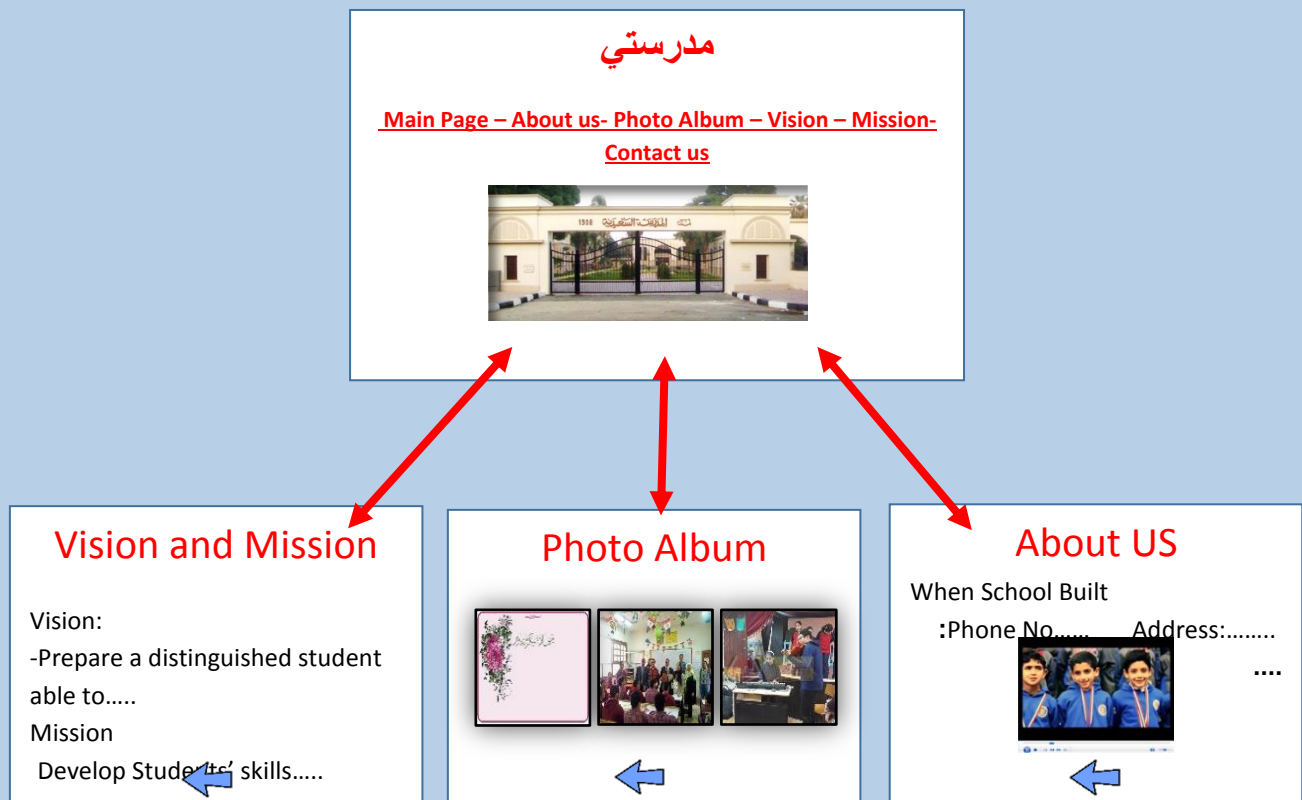 مدرستي
Main Page – About us- Photo Album – Vision – Mission-
Contact us
1906
Vision and Mission
Vision:
-Prepare a distinguished student
able to…..
Mission
Develop Students’ skills…..
Photo Album
About US
When School Built
:Phone No…… Address:……..
....